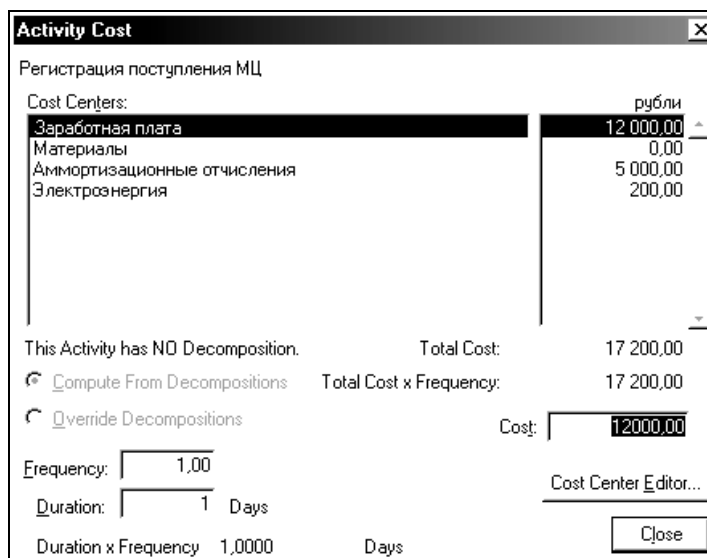 Activity Cost
Регистрация поступления МЦ
Cost Centers: рубли
Заработная плата 12 000,00
Материалы 0,00
Аммортизационные отчисления 5 000,00
Электроэнергия 200,00
This Activity has NO Decomposition. Total Cost: 17 200,00
Compute From Decompositions Total Cost x Frequency: 17 200,00
Override Decompositions Cost: 12000,00
Frequency: 1,00
Cost Center Editor...
Duration: 1 Days
Duration x Frequency 1,0000 Days
Close